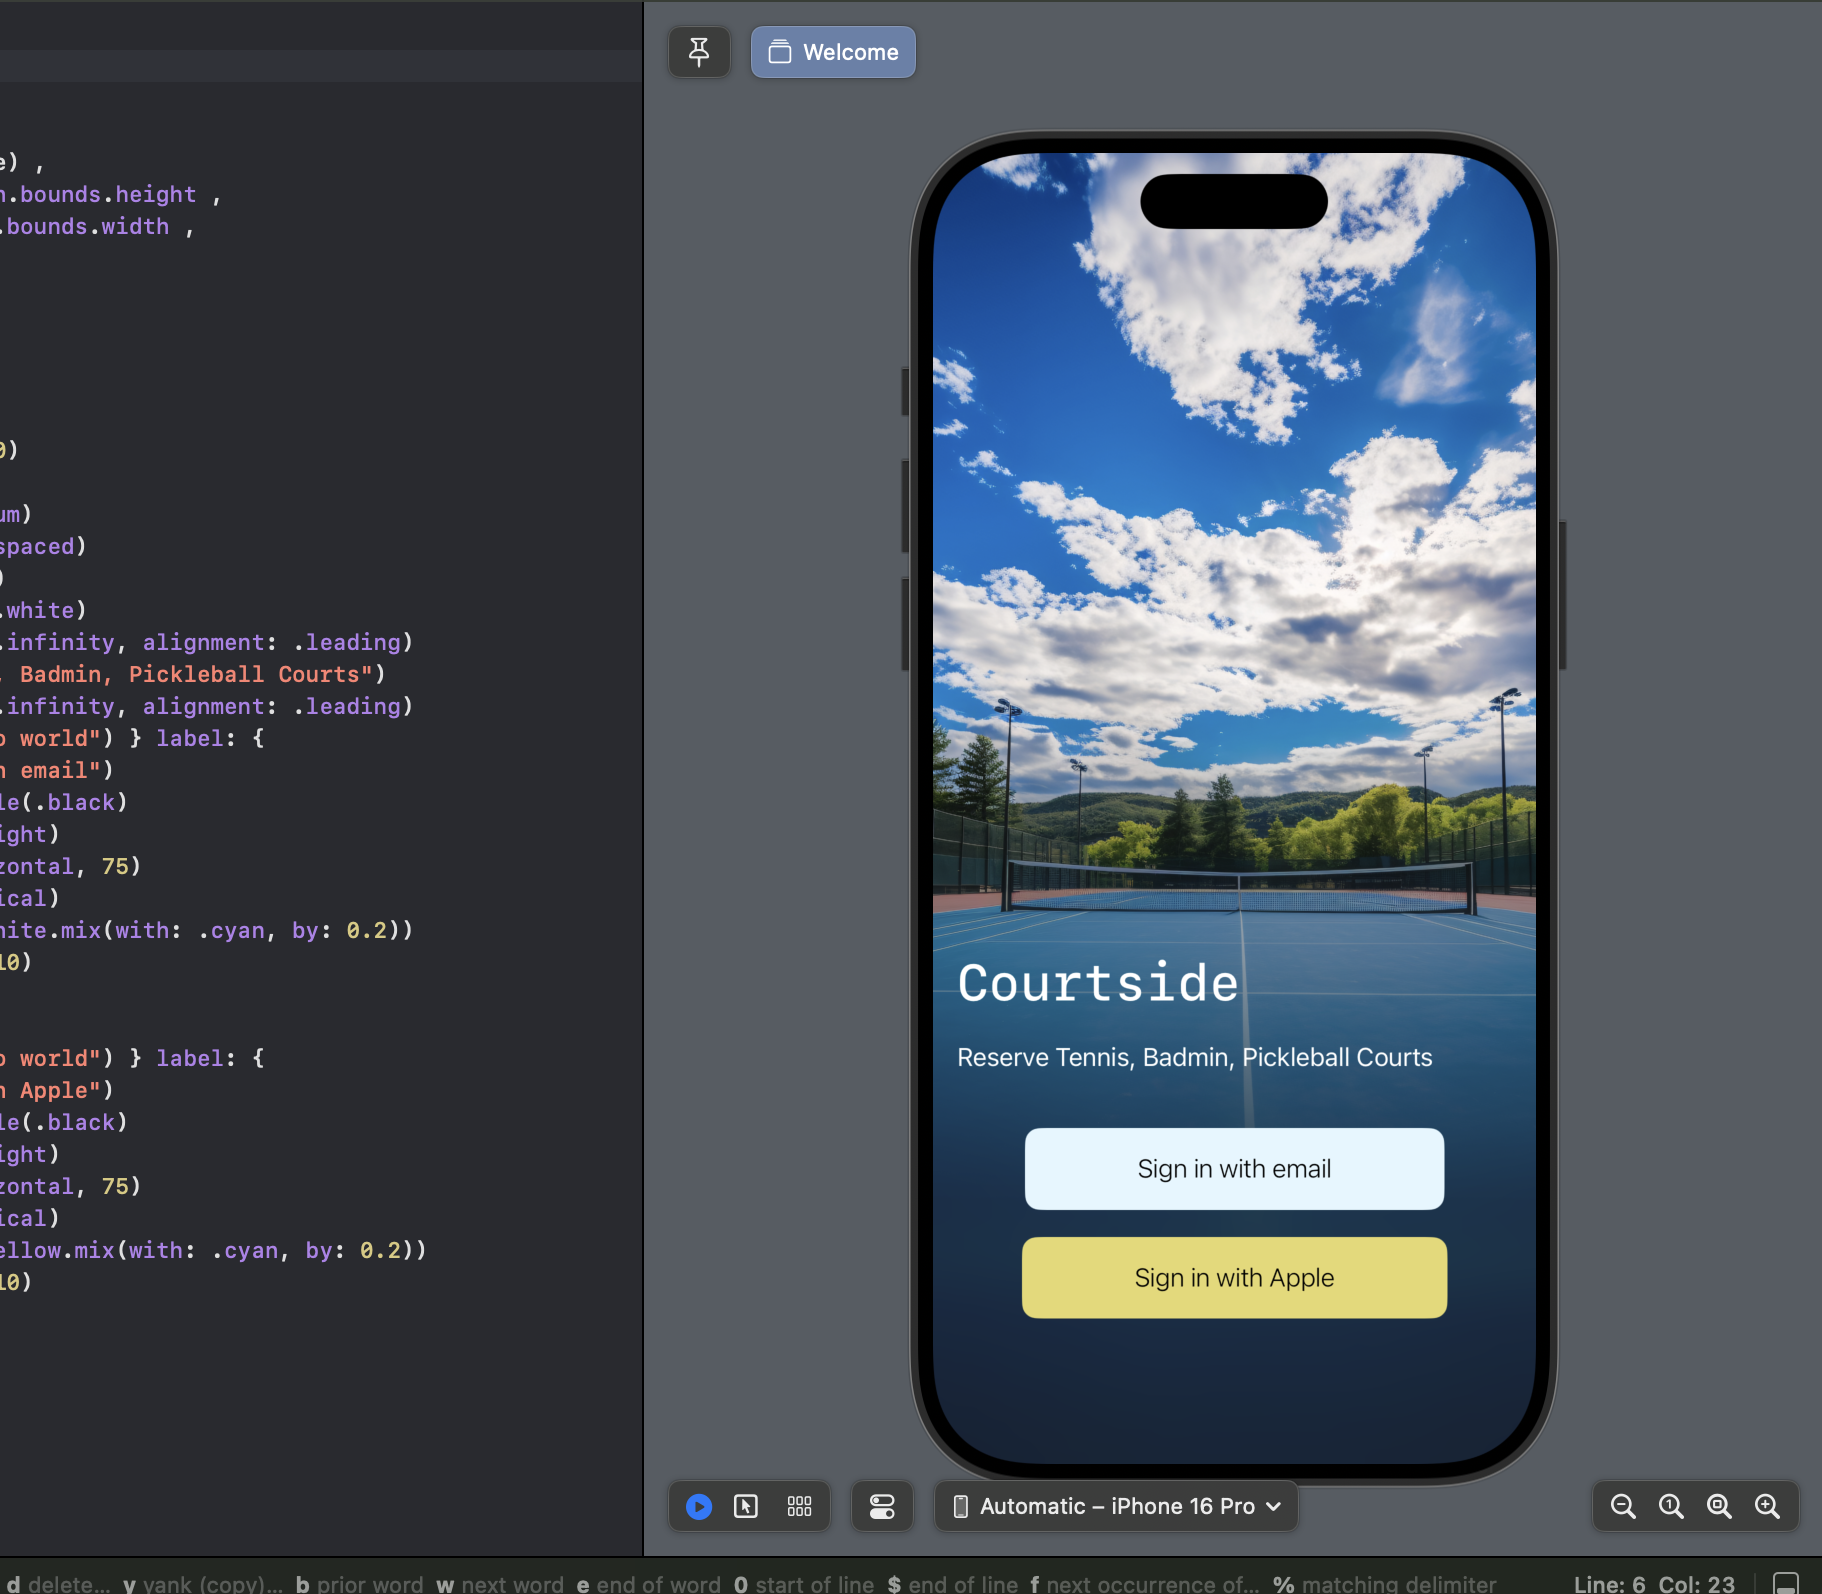 Welcome
e) ,
.bounds.height ,
.bounds.width ,
0)
um)
spaced)
)
.white)
.infinity, alignment: .leading)
, Badmin, Pickleball Courts")
.infinity, alignment: .leading)
o world") } label: {
n email")
le(.black)
ight)
zontal, 75)
ical)
hite.mix(with: .cyan, by: 0.2))
10)
o world") } label: {
n Apple")
le(.black)
ight)
zontal, 75)
ical)
ellow.mix(with: .cyan, by: 0.2))
10)
Courtside
Reserve Tennis, Badmin, Pickleball Courts
Sign in with email
Sign in with Apple
Automatic – iPhone 16 Pro
d delete... y yank (copy)... b prior word w next word e end of word 0 start of line $ end of line f next occurrence of... % matching delimiter Line: 6 Col: 23